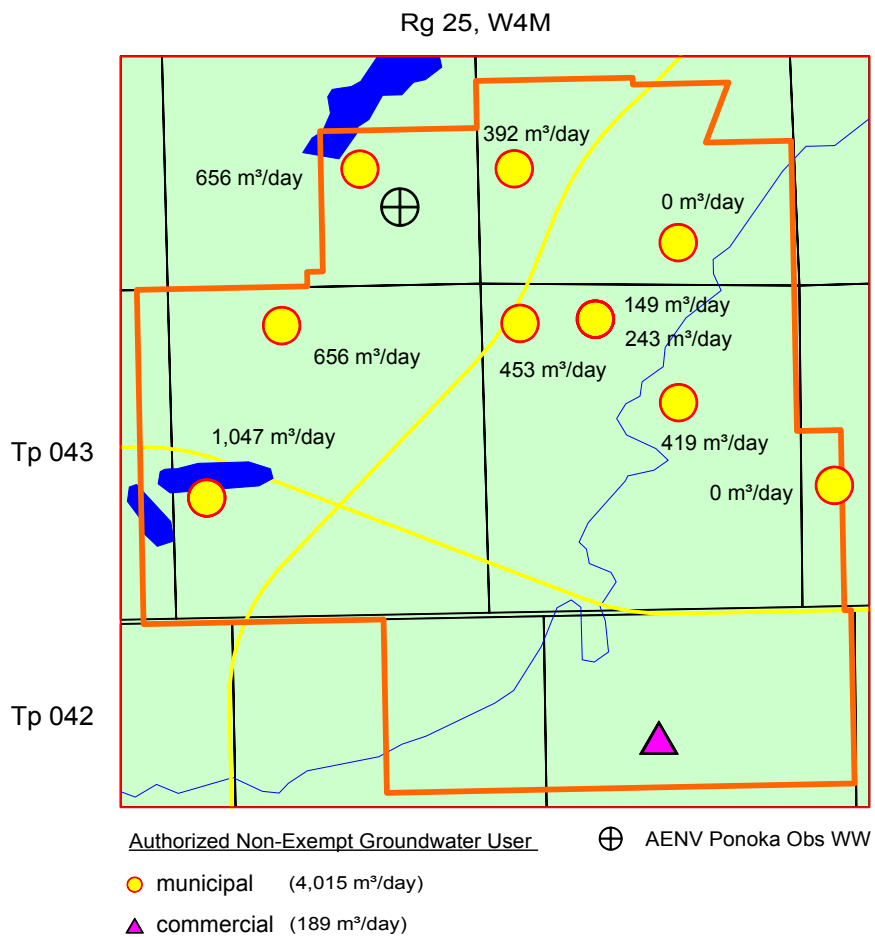 Rg 25, W4M
392 m³/day
656 m³/day
0 m³/day
149 m³/day
243 m³/day
656 m³/day
453 m³/day
1,047 m³/day
419 m³/day
Tp 043
0 m³/day
Tp 042
Authorized Non-Exempt Groundwater User
AENV Ponoka Obs WW
municipal (4,015 m³/day)
commercial (189 m³/day)